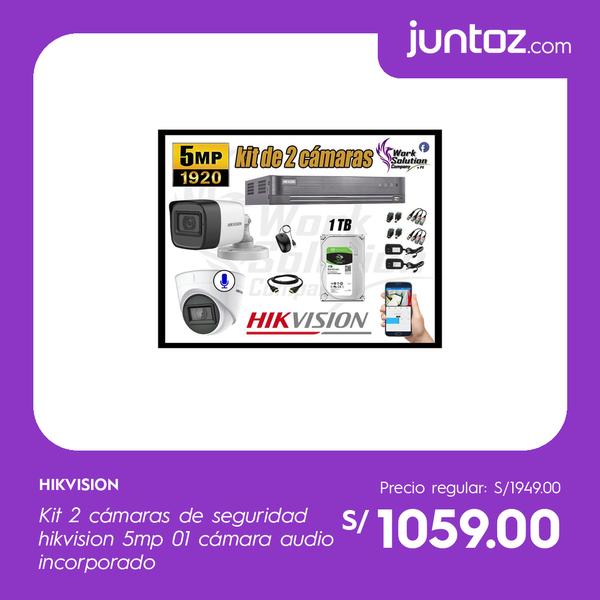 juntoz.com
5MP
1920
kit de 2 cámaras
Work
Solution
Company
1 TB
HIKVISION
HIKVISION
Kit 2 cámaras de seguridad
hikvision 5mp 01 cámara audio
incorporado
Precio regular: S/1949.00
S/ 1059.00